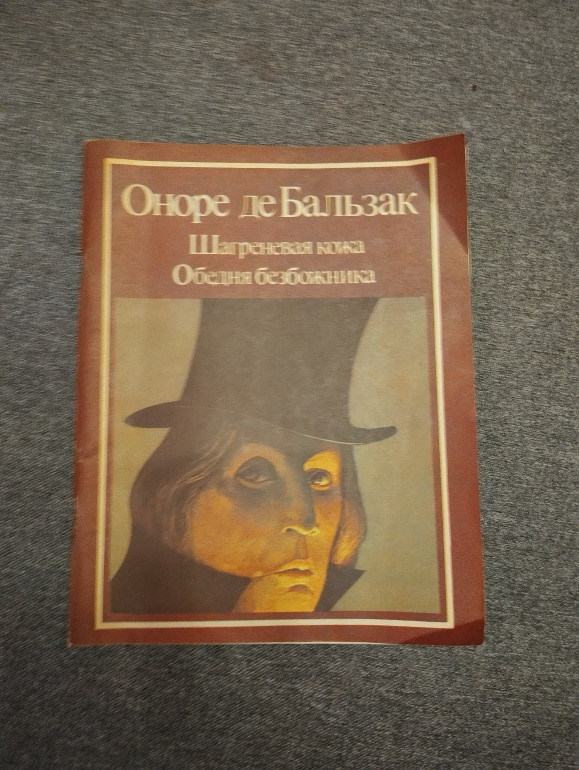 Оноре де Бальзак
Шагреневая кожа
Обедня безбожника